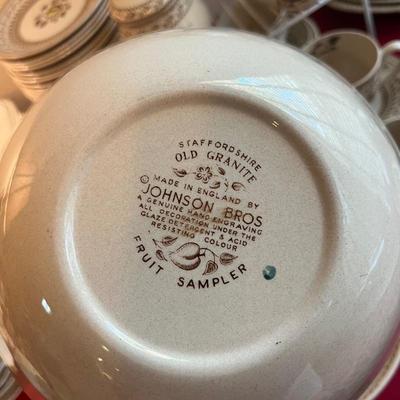 STAFFORDSHIRE
OLD GRANITE
© MADE IN ENGLAND BY
JOHNSON BROS
A GENUINE HAND ENGRAVING
ALL DECORATION UNDER THE
GLAZE DETERGENT & ACID
RESISTING COLOUR
FRUIT SAMPLER